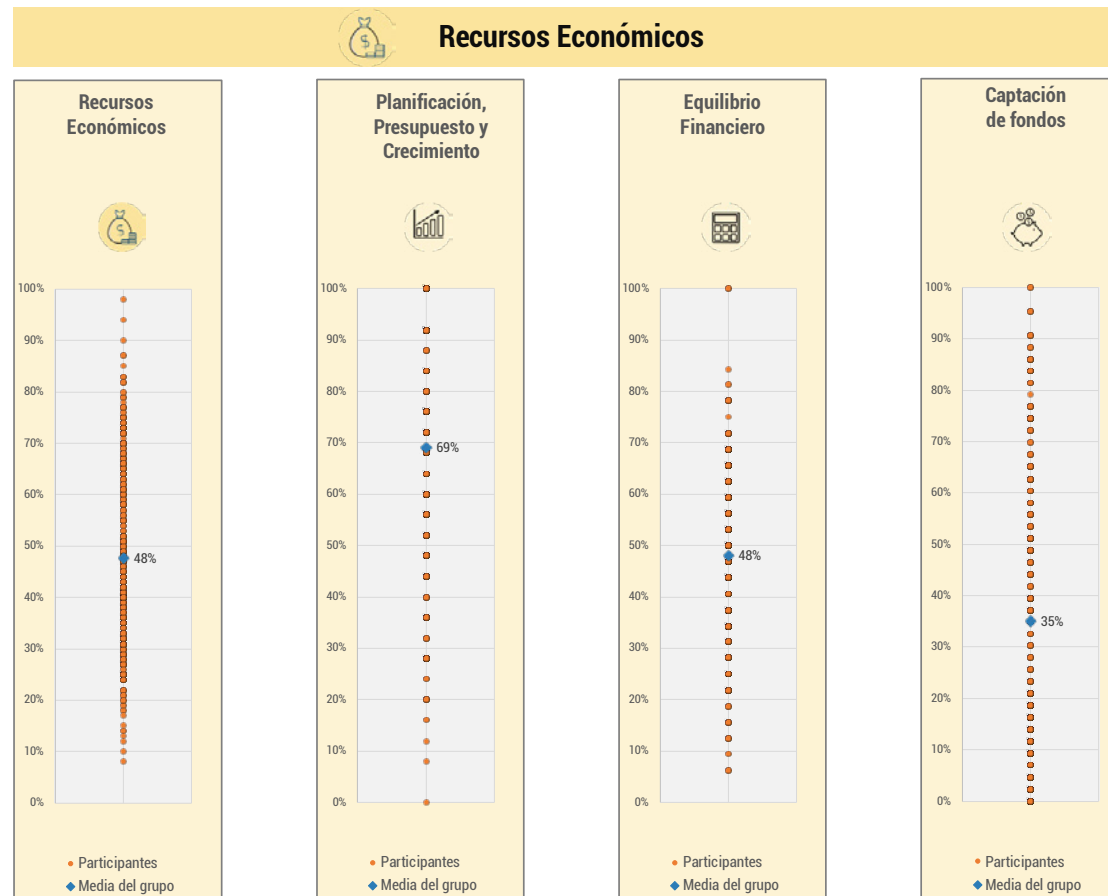 Recursos Económicos
Recursos
Económicos
100%
90%
80%
70%
60%
50%
40%
30%
20%
10%
0%
48%
Participantes
Media del grupo
Planificación,
Presupuesto y
Crecimiento
100%
90%
80%
70%
60%
50%
40%
30%
20%
10%
0%
69%
Participantes
Media del grupo
Equilibrio
Financiero
100%
90%
80%
70%
60%
50%
40%
30%
20%
10%
0%
48%
Participantes
Media del grupo
Captación
de fondos
100%
90%
80%
70%
60%
50%
40%
30%
20%
10%
0%
35%
Participantes
Media del grupo